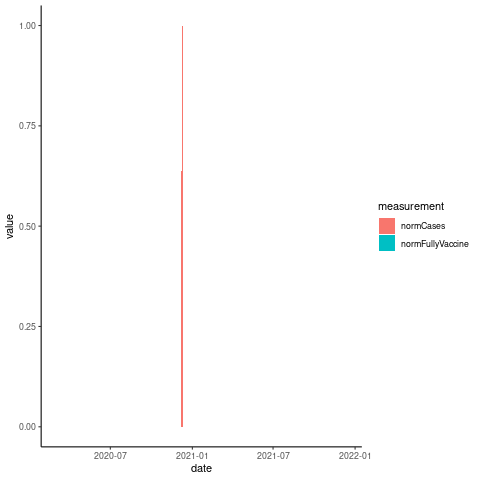 1.00
0.75
0.50
0.25
0.00
value
2020-07
2021-01
2021-07
2022-01
date
measurement
normCases
normFullyVaccine